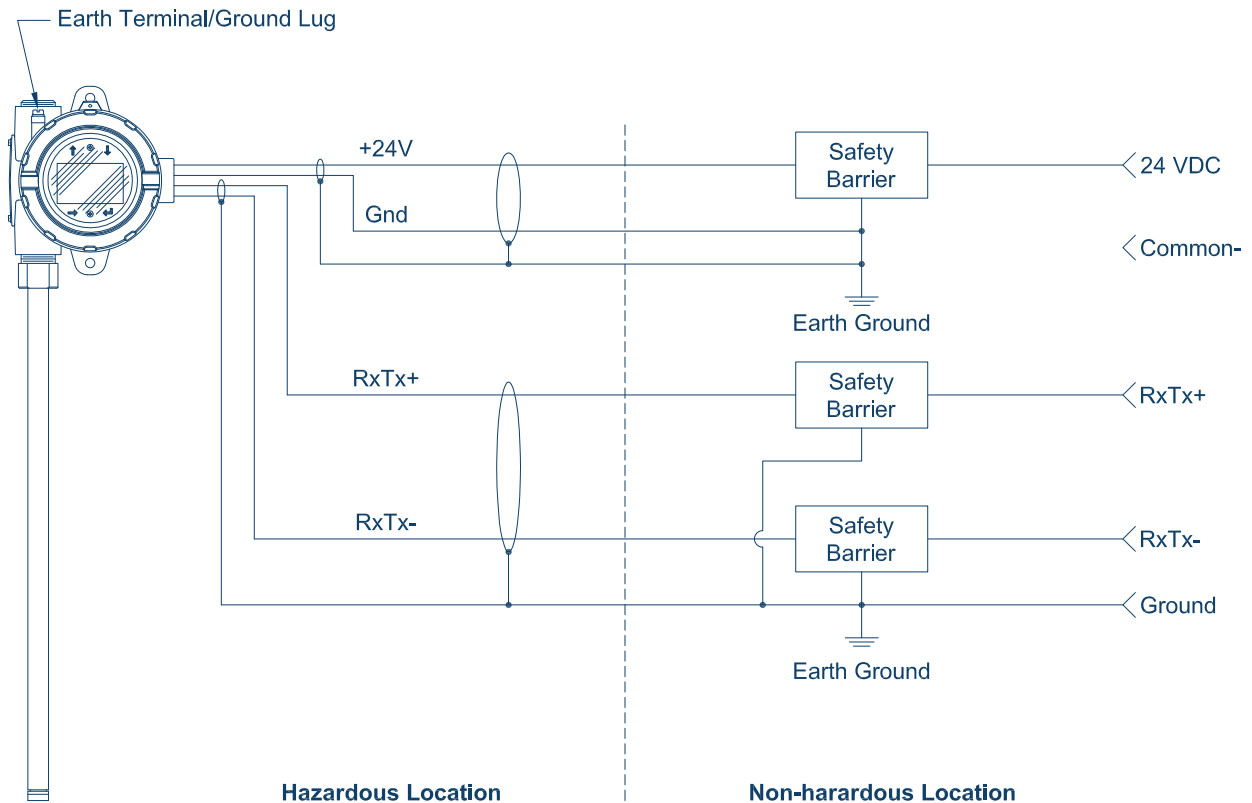 Earth Terminal/Ground Lug
+24V
Safety
Barrier
24 VDC
Gnd
Common-
Earth Ground
RxTx+
Safety
Barrier
RxTx+
RxTx-
Safety
Barrier
RxTx-
Ground
Earth Ground
Hazardous Location
Non-harardous Location